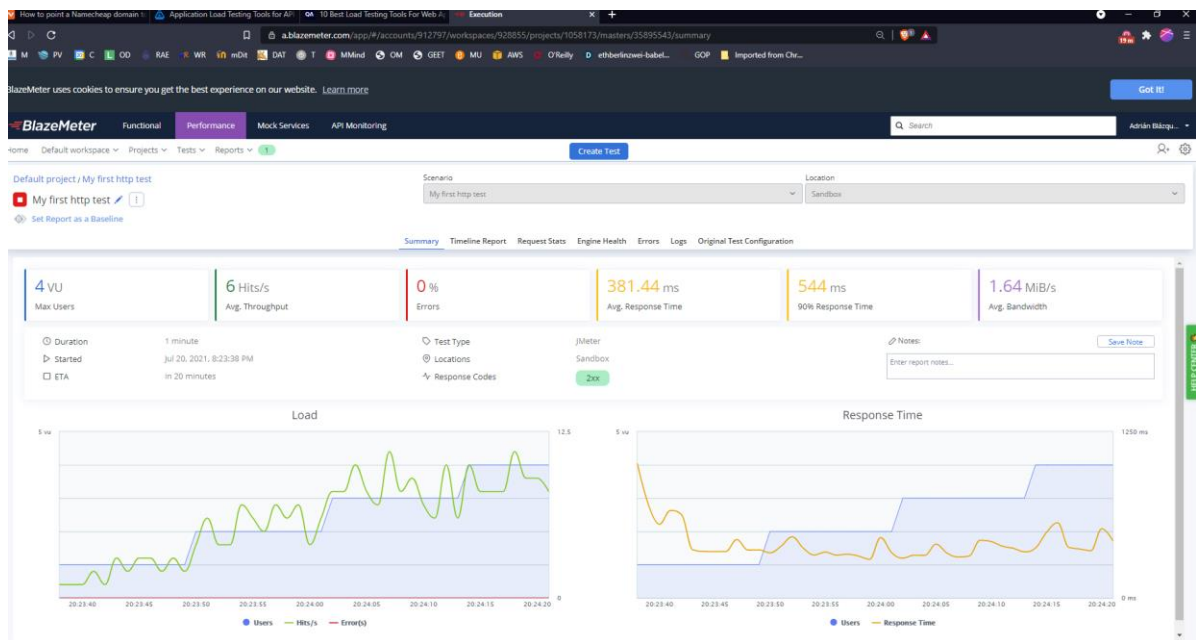 How to point a Namecheap domain t
Application Load Testing Tools for API
10 Best Load Testing Tools For Web Ap
Execution
a.blazemeter.com/app/#/accounts/912797/workspaces/928855/projects/1058173/masters/35895543/summary
M PV C OD RAE WR mDit DAT T MMind OM GEET MU AWS O'Reilly ethberlinzwei-babel... GOP Imported from Chr...
BlazeMeter uses cookies to ensure you get the best experience on our website. Learn more
Got It!
BlazeMeter Functional Performance Mock Services API Monitoring Search Adrián Blázqu...
Home Default workspace Projects Tests Reports 1 Create Test
Default project / My first http test
My first http test
Set Report as a Baseline
Scenario
My first http test
Location
Sandbox
Summary Timeline Report Request Stats Engine Health Errors Logs Original Test Configuration
4 VU
Max Users
6 Hits/s
Avg. Throughput
0 %
Errors
381.44 ms
Avg. Response Time
544 ms
90% Response Time
1.64 MiB/s
Avg. Bandwidth
Duration 1 minute
Started Jul 20, 2021, 8:23:38 PM
ETA in 20 minutes
Test Type JMeter
Locations Sandbox
Response Codes 2xx
Notes: Save Note
Enter report notes...
HELP CENTER
Load
5 vu 12.5
0
20:23:40 20:23:45 20:23:50 20:23:55 20:24:00 20:24:05 20:24:10 20:24:15 20:24:20
Users Hits/s Error(s)
Response Time
5 vu 1250 ms
0 ms
20:23:40 20:23:45 20:23:50 20:23:55 20:24:00 20:24:05 20:24:10 20:24:15 20:24:20
Users Response Time